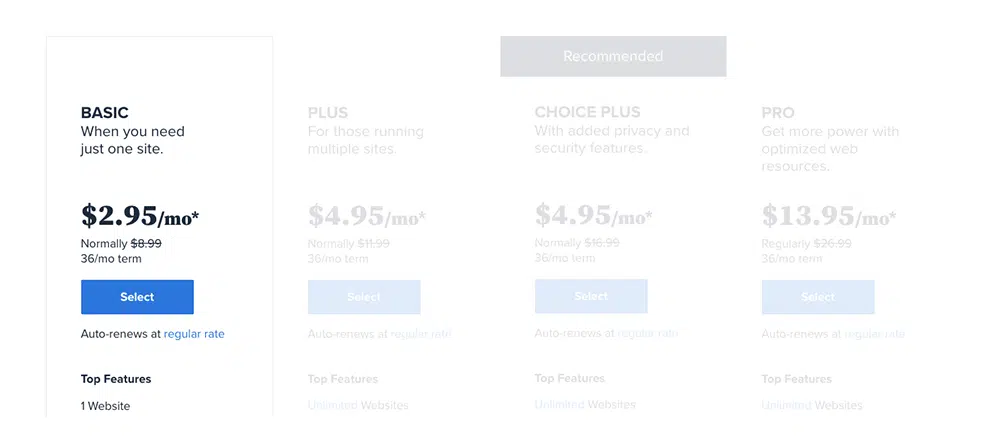 BASIC
When you need
just one site.
$2.95/mo*
Normally $8.99
36/mo term
Select
Auto-renews at regular rate
Top Features
1 Website
PLUS
For those running
multiple sites.
$4.95/mo*
Normally $11.99
36/mo term
Select
Auto-renews at regular rate
Top Features
Unlimited Websites
Recommended
CHOICE PLUS
With added privacy and
security features.
$4.95/mo*
Normally $16.99
36/mo term
Select
Auto-renews at regular rate
Top Features
Unlimited Websites
PRO
Get more power with
optimized web
resources.
$13.95/mo*
Regularly $26.99
36/mo term
Select
Auto-renews at regular rate
Top Features
Unlimited Websites